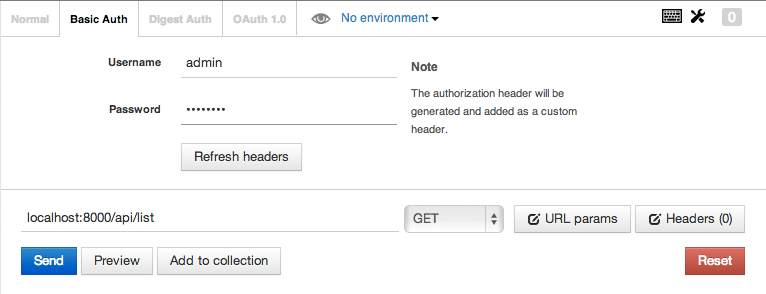 Normal Basic Auth Digest Auth OAuth 1.0 No environment 0
Username admin Note
The authorization header will be
Password •••••••• generated and added as a custom
header.
Refresh headers
localhost:8000/api/list GET URL params Headers (0)
Send Preview Add to collection Reset